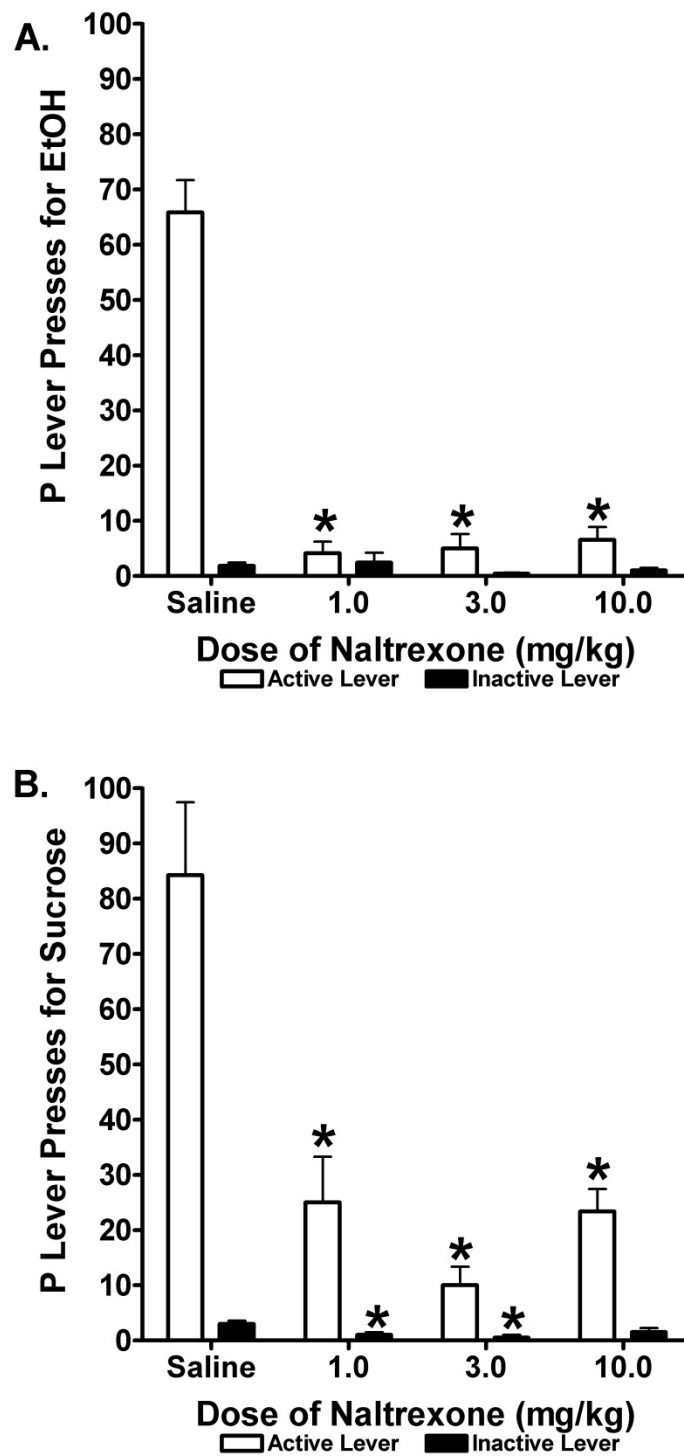 A.
P Lever Presses for EtOH
100
90
80
70
60
50
40
30
20
10
0
* * *
Saline 1.0 3.0 10.0
Dose of Naltrexone (mg/kg)
Active Lever Inactive Lever
B.
P Lever Presses for Sucrose
100
90
80
70
60
50
40
30
20
10
0
* * * * *
Saline 1.0 3.0 10.0
Dose of Naltrexone (mg/kg)
Active Lever Inactive Lever